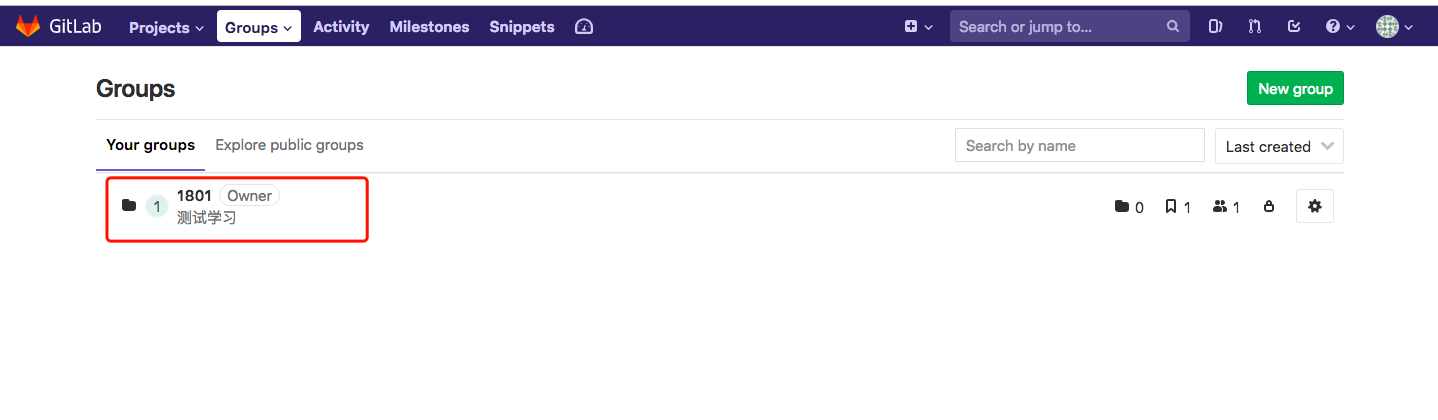 GitLab Projects Groups Activity Milestones Snippets Search or jump to...
Groups New group
Your groups Explore public groups Search by name Last created
1 1801 Owner 0 1 1
测试学习